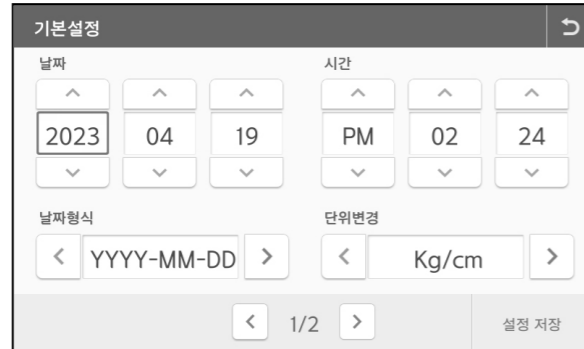 기본설정
날짜 시간
2023 04 19 PM 02 24
날짜형식 단위변경
YYYY-MM-DD Kg/cm
1/2 설정 저장